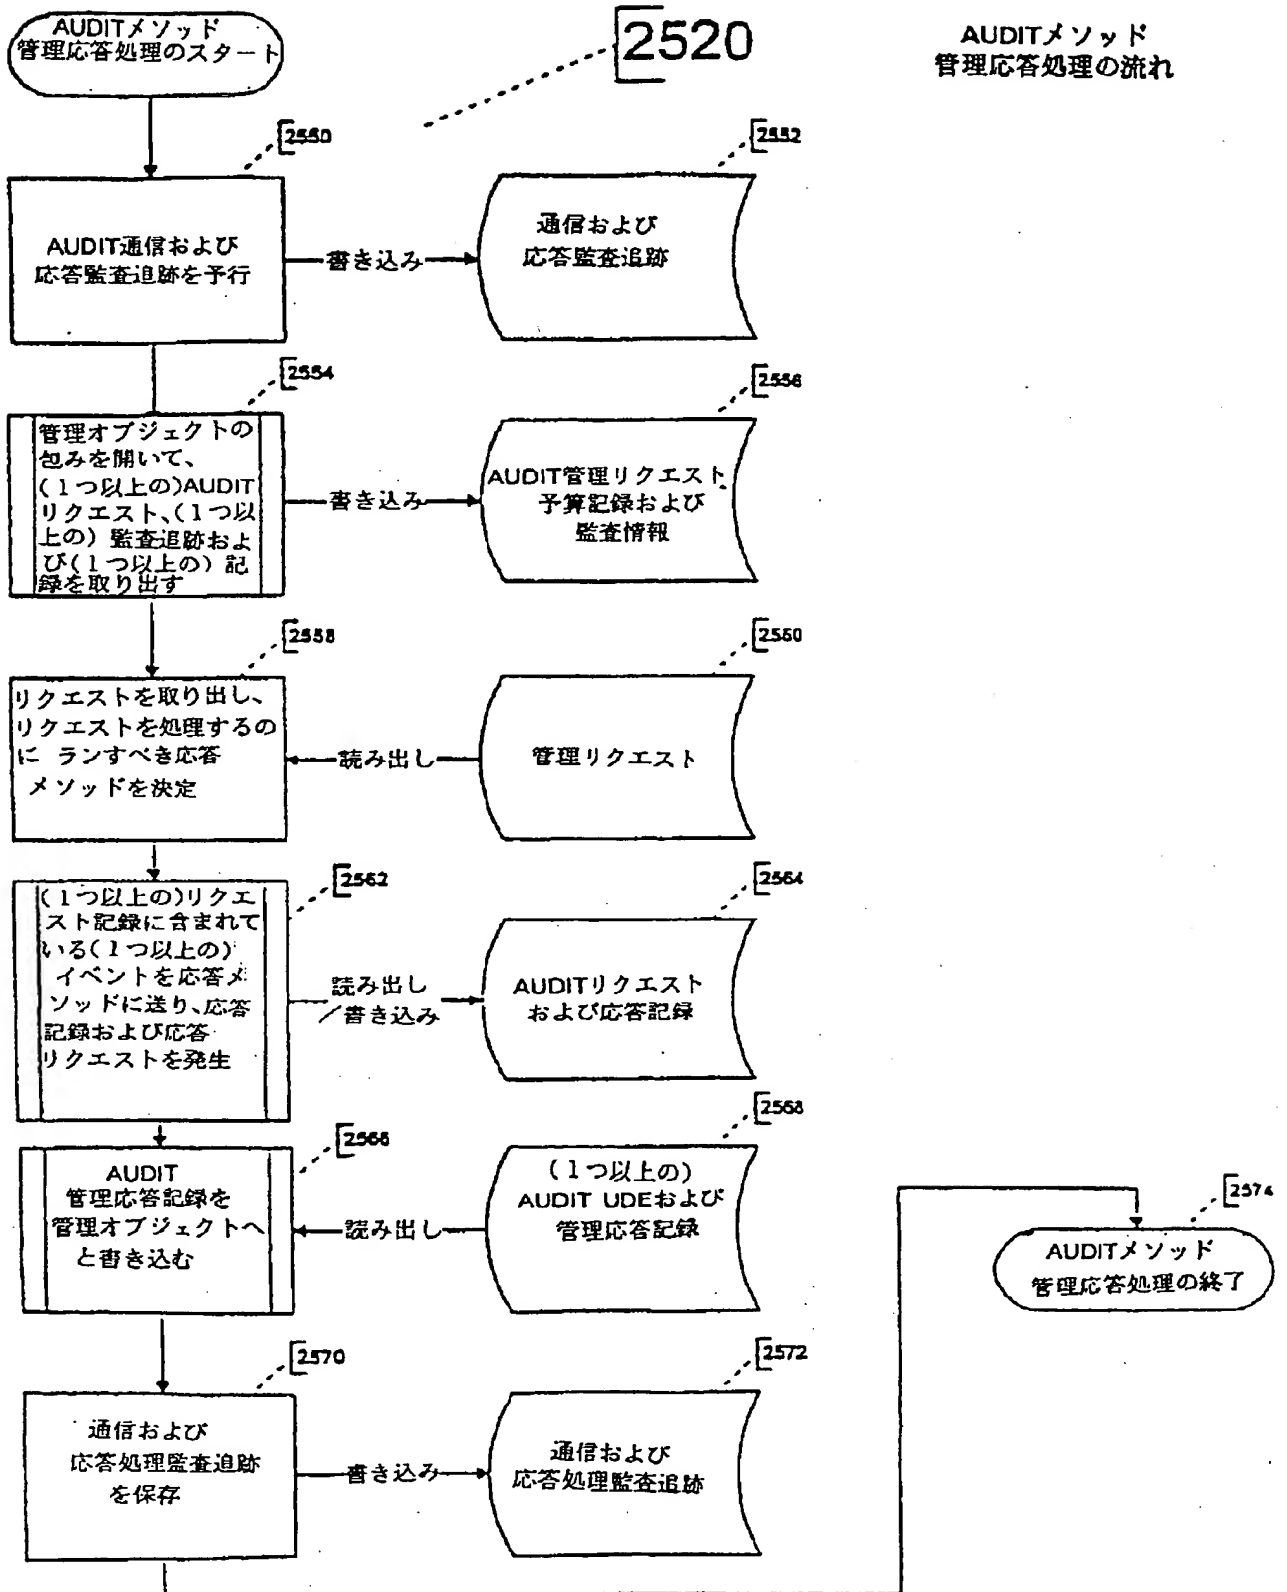 AUDITメソッド
管理応答処理のスタート
2520
AUDITメソッド
管理応答処理の流れ
2550
2552
AUDIT通信および
応答監査追跡を予行
書き込み
通信および
応答監査追跡
2554
2556
管理オブジェクトの
包みを開いて、
(1つ以上の)AUDIT
リクエスト、(1つ以
上の) 監査追跡およ
び(1つ以上の) 記
録を取り出す
書き込み
AUDIT管理リクエスト
予算記録および
監査情報
2558
2560
リクエストを取り出し、
リクエストを処理するの
に ランすべき応答
メソッドを決定
読み出し
管理リクエスト
2562
2564
(1つ以上の)リクエ
スト記録に含まれて
いる(1つ以上の)
イベントを応答メ
ソッドに送り、応答
記録および応答
リクエストを発生
読み出し
/書き込み
AUDITリクエスト
および応答記録
2566
2568
AUDIT
管理応答記録を
管理オブジェクトへ
と書き込む
読み出し
(1つ以上の)
AUDIT UDEおよび
管理応答記録
2574
AUDITメソッド
管理応答処理の終了
2570
2572
通信および
応答処理監査追跡
を保存
書き込み
通信および
応答処理監査追跡